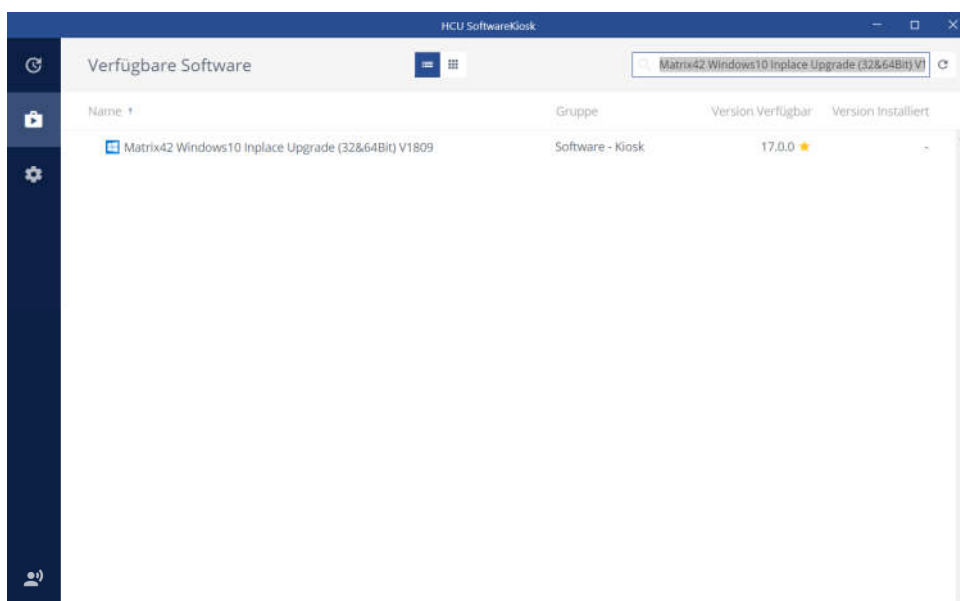 HCU SoftwareKiosk
Verfügbare Software
Matrix42 Windows10 Inplace Upgrade (32&64Bit) V1
Name Gruppe Version Verfügbar Version Installiert
Matrix42 Windows10 Inplace Upgrade (32&64Bit) V1809 Software - Kiosk 17.0.0 -